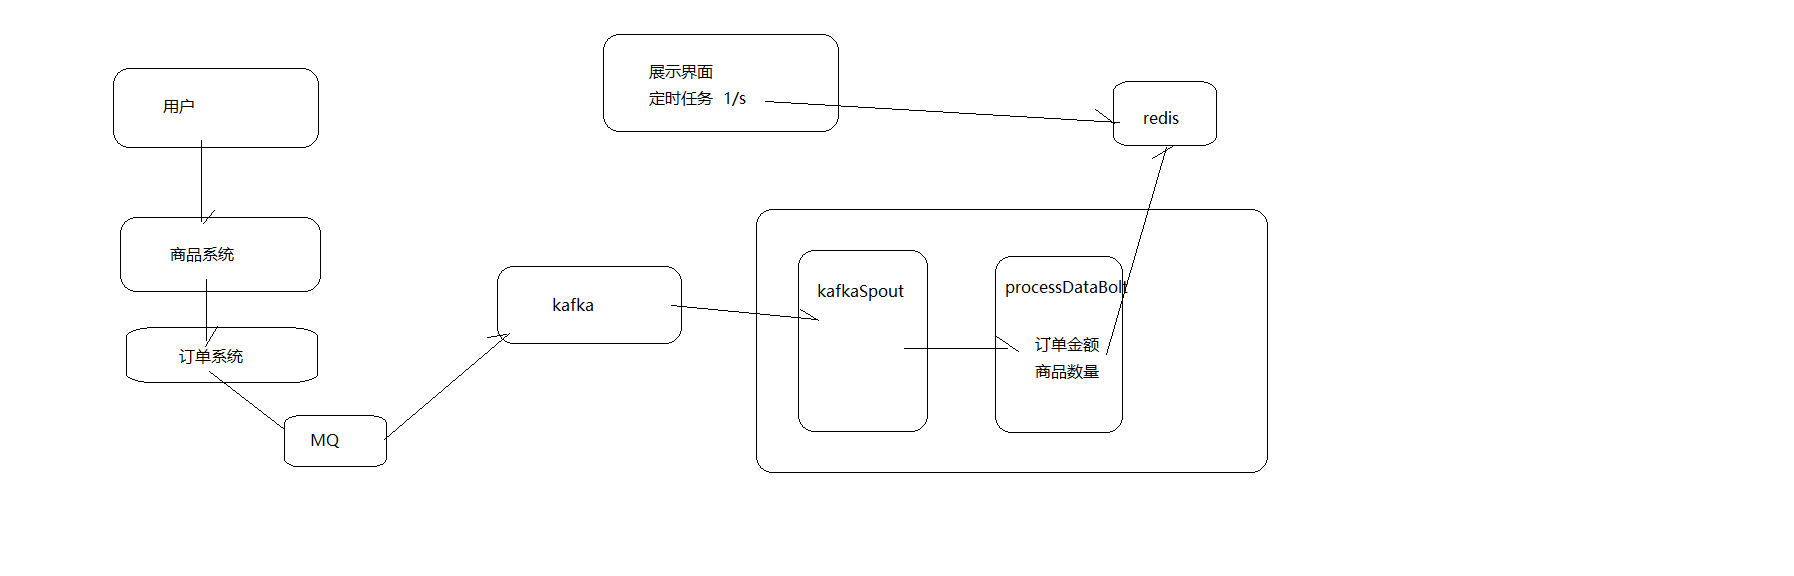 用户
商品系统
订单系统
MQ
kafka
展示界面
定时任务 1/s
redis
kafkaSpout
processDataBolt
订单金额
商品数量